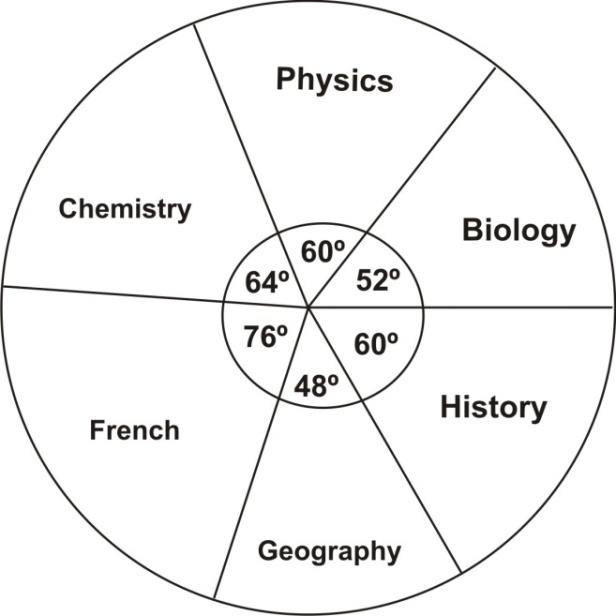 Physics
Chemistry
Biology
60º
64º
52º
76º
60º
48º
History
French
Geography